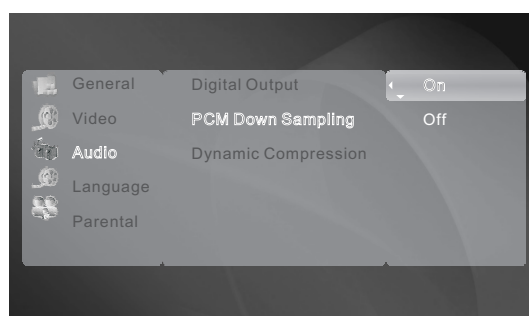 General
Video
Audio
Language
Parental
Digital Output
PCM Down Sampling
Dynamic Compression
On
Off